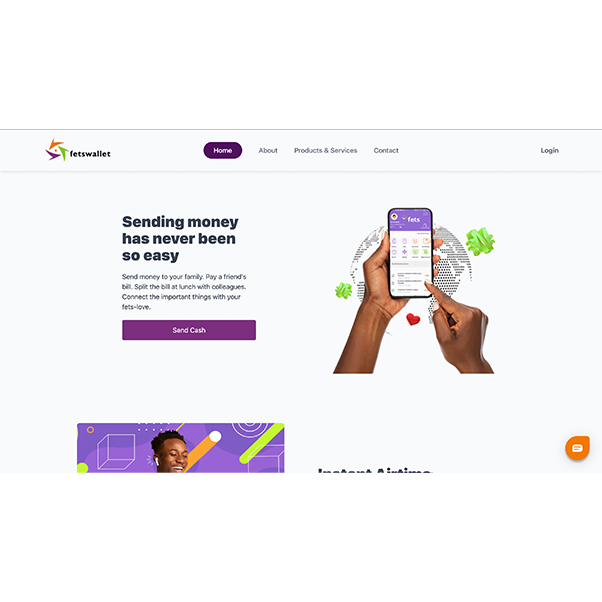 fetswallet
Home
About
Products & Services
Contact
Login
Sending money
has never been
so easy
Send money to your family. Pay a friend's
bill. Split the bill at lunch with colleagues.
Connect the important things with your
fets-love.
Send Cash
fets
Instant Airtime